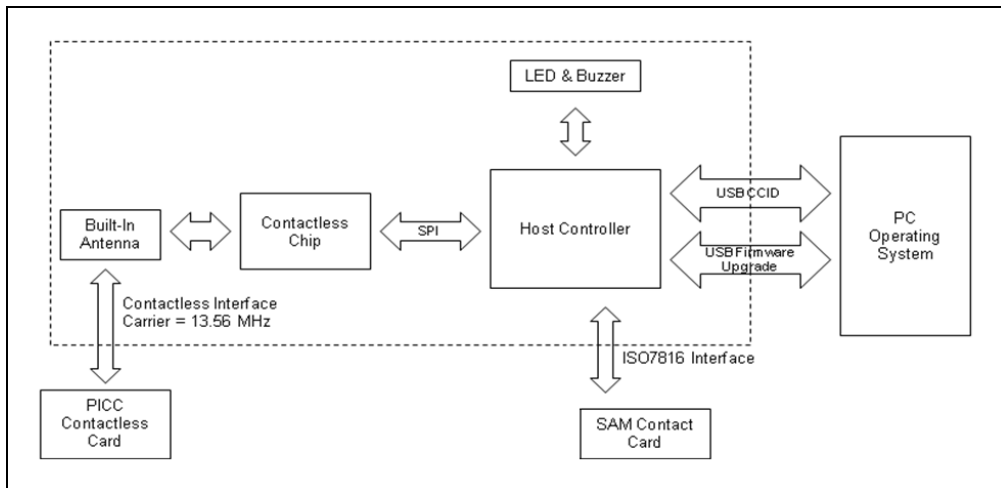 LED & Buzzer
Built-In
Antenna
Contactless
Chip
SPI
Host Controller
USB CCID
USB Firmware
Upgrade
PC
Operating
System
Contactless Interface
Carrier = 13.56 MHz
ISO7816 Interface
PICC
Contactless
Card
SAM Contact
Card